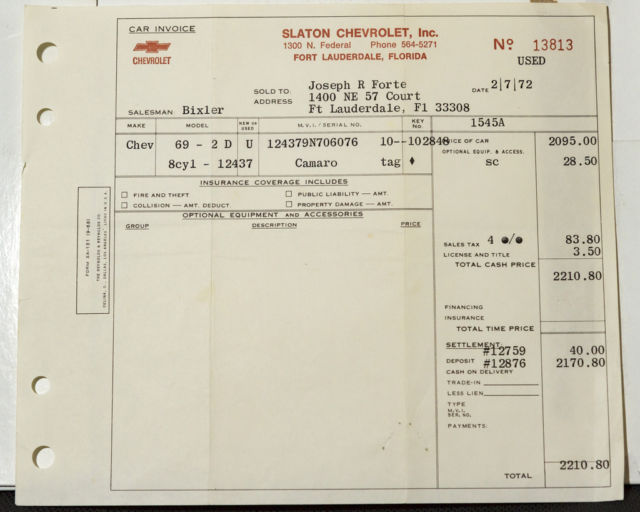 CAR INVOICE
CHEVROLET
SLATON CHEVROLET, Inc.
1300 N. Federal Phone 564-5271
FORT LAUDERDALE, FLORIDA
Nº 13813
USED
SOLD TO Joseph R Forte
DATE 2/7/72
ADDRESS 1400 NE 57 Court
Ft Lauderdale, Fl 33308
SALESMAN Bixler
MAKE MODEL NEW OR USED M.V.I./SERIAL NO. KEY No. 1545A
Chev 69 - 2 D U 124379N706076 10--102848 PRICE OF CAR 2095.00
OPTIONAL EQUIP. & ACCESS.
8cyl - 12437 Camaro tag sc 28.50
INSURANCE COVERAGE INCLUDES
FIRE AND THEFT PUBLIC LIABILITY — AMT.
COLLISION — AMT. DEDUCT. PROPERTY DAMAGE — AMT.
OPTIONAL EQUIPMENT AND ACCESSORIES
GROUP DESCRIPTION PRICE
SALES TAX 4 o/o 83.80
LICENSE AND TITLE 3.50
TOTAL CASH PRICE
2210.80
FINANCING
INSURANCE
TOTAL TIME PRICE
SETTLEMENT:
#12759 40.00
DEPOSIT #12876 2170.80
CASH ON DELIVERY
TRADE-IN
LESS LIEN
TYPE
M.V.I.
SER. NO.
PAYMENTS:
2210.80
TOTAL
THE REYNOLDS & REYNOLDS CO.